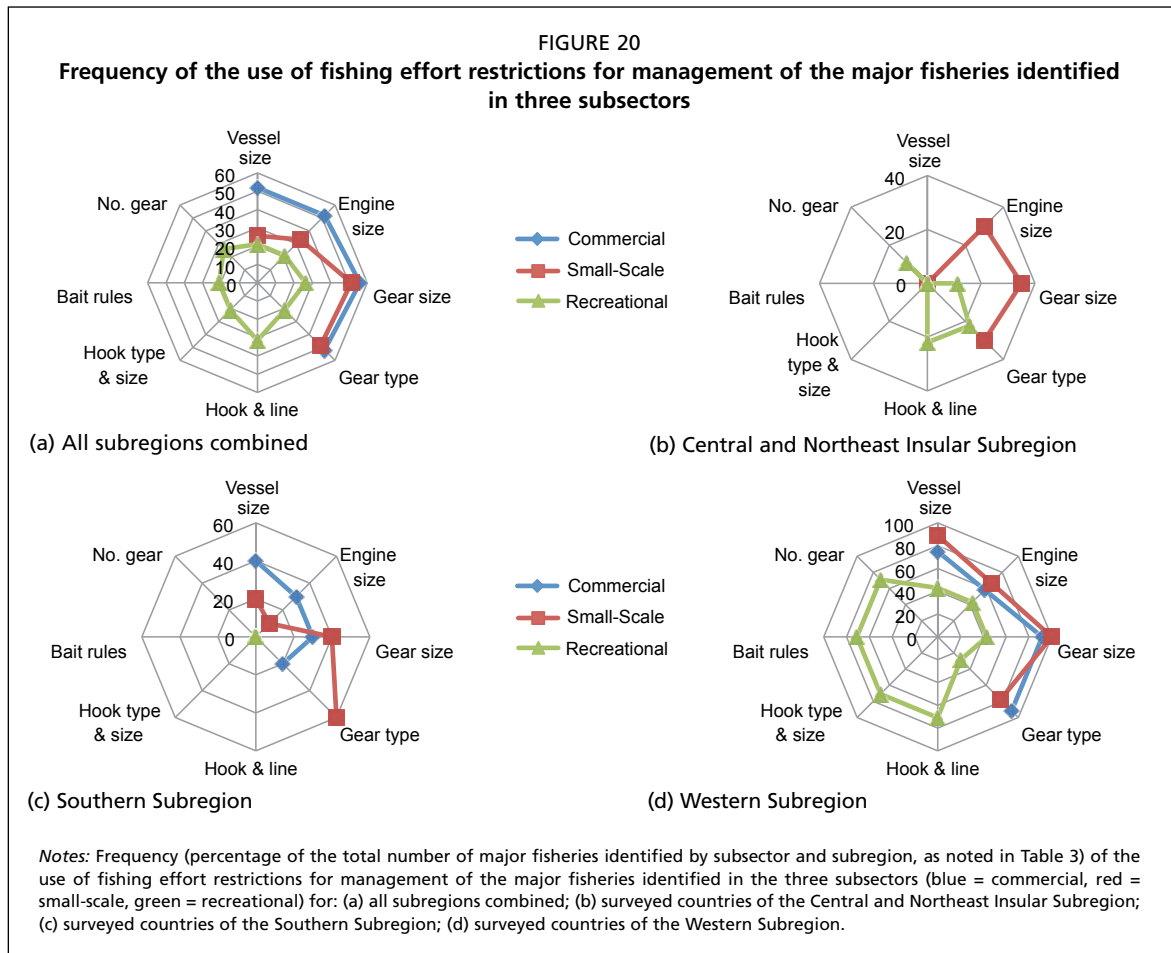 FIGURE 20
Frequency of the use of fishing effort restrictions for management of the major fisheries identified
in three subsectors
Vessel
size
60
50
40
30
20
10
0
Engine
size
Gear size
Gear type
Hook & line
Hook type
& size
Bait rules
No. gear
(a) All subregions combined
Commercial
Small-Scale
Recreational
Vessel
size
40
20
0
Engine
size
Gear size
Gear type
Hook & line
Hook
type &
size
Bait rules
No. gear
(b) Central and Northeast Insular Subregion
Vessel
size
60
40
20
0
Engine
size
Gear size
Gear type
Hook & line
Hook type
& size
Bait rules
No. gear
(c) Southern Subregion
Commercial
Small-Scale
Recreational
Vessel
size
100
80
60
40
20
0
Engine
size
Gear size
Gear type
Hook & line
Hook type
& size
Bait rules
No. gear
(d) Western Subregion
Notes: Frequency (percentage of the total number of major fisheries identified by subsector and subregion, as noted in Table 3) of the
use of fishing effort restrictions for management of the major fisheries identified in the three subsectors (blue = commercial, red =
small-scale, green = recreational) for: (a) all subregions combined; (b) surveyed countries of the Central and Northeast Insular Subregion;
(c) surveyed countries of the Southern Subregion; (d) surveyed countries of the Western Subregion.